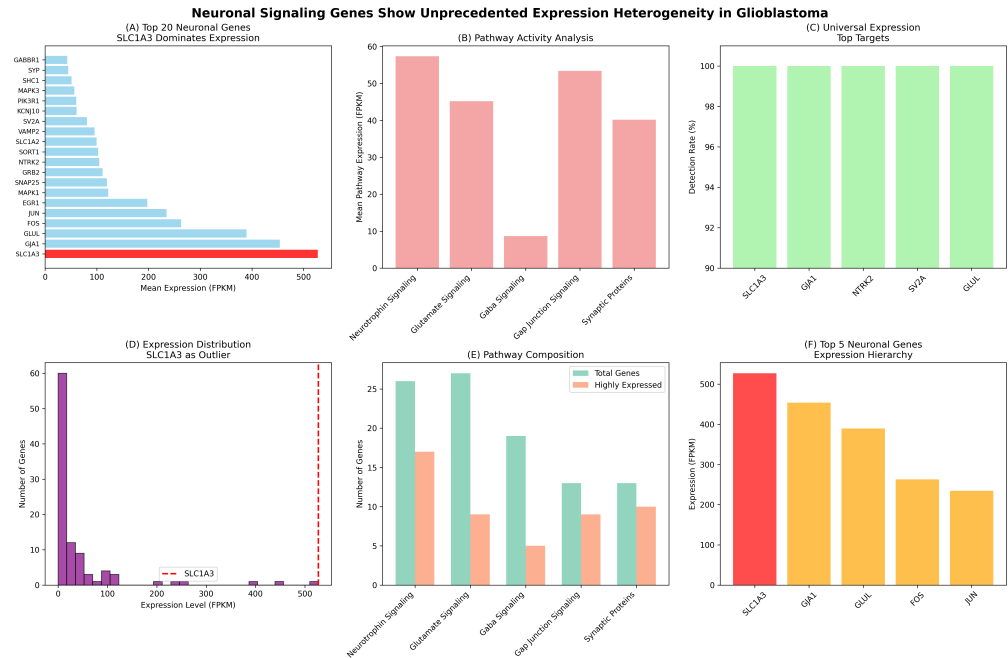 Neuronal Signaling Genes Show Unprecedented Expression Heterogeneity in Glioblastoma
(A) Top 20 Neuronal Genes
SLC1A3 Dominates Expression
GABBR1
SYP
SHC1
MAPK3
PIK3R1
KCNJ10
SV2A
VAMP2
SLC1A2
SORT1
NTRK2
GRB2
SNAP25
MAPK1
EGR1
JUN
FOS
GLUL
GJA1
SLC1A3
0 100 200 300 400 500
Mean Expression (FPKM)
(B) Pathway Activity Analysis
Mean Pathway Expression (FPKM)
60
50
40
30
20
10
0
Neurotrophin Signaling
Glutamate Signaling
Gaba Signaling
Gap Junction Signaling
Synaptic Proteins
(C) Universal Expression
Top Targets
Detection Rate (%)
100
98
96
94
92
90
SLC1A3
GJA1
NTRK2
SV2A
GLUL
(D) Expression Distribution
SLC1A3 as Outlier
Number of Genes
60
50
40
30
20
10
0
SLC1A3
0 100 200 300 400 500
Expression Level (FPKM)
(E) Pathway Composition
Total Genes
Highly Expressed
Number of Genes
25
20
15
10
5
0
Neurotrophin Signaling
Glutamate Signaling
Gaba Signaling
Gap Junction Signaling
Synaptic Proteins
(F) Top 5 Neuronal Genes
Expression Hierarchy
Expression (FPKM)
500
400
300
200
100
0
SLC1A3
GJA1
GLUL
FOS
JUN